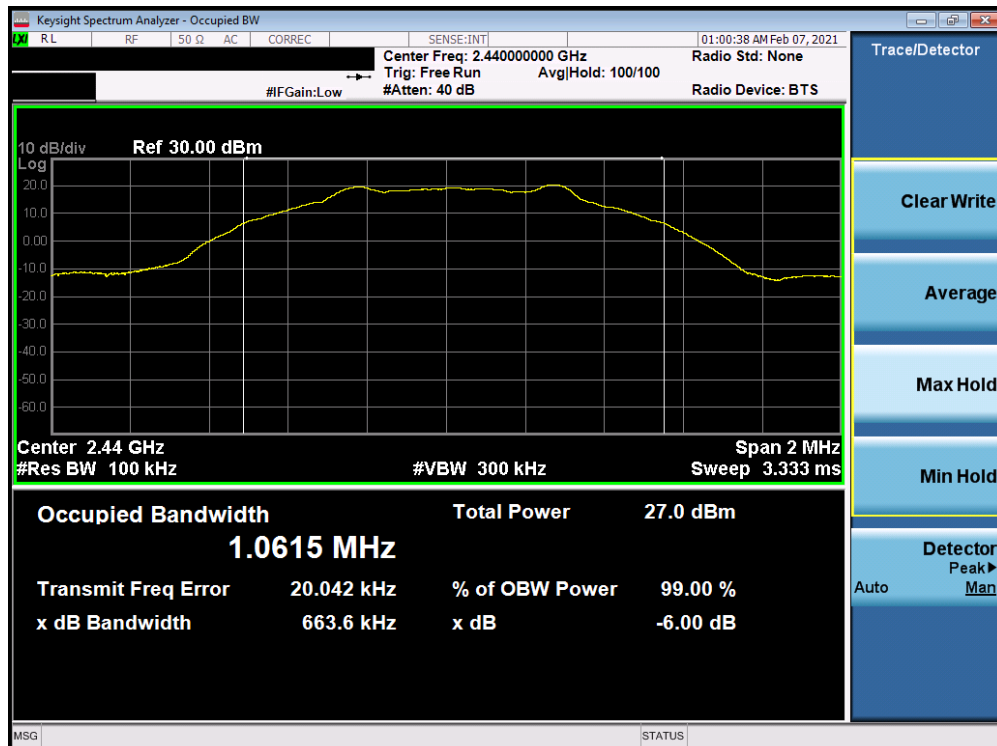 Keysight Spectrum Analyzer - Occupied BW
LXI RL RF 50 Ω AC CORREC SENSE:INT 01:00:38 AM Feb 07, 2021
Center Freq: 2.440000000 GHz Radio Std: None
Trig: Free Run Avg|Hold: 100/100
#IFGain:Low #Atten: 40 dB Radio Device: BTS
Trace/Detector
10 dB/div Ref 30.00 dBm
Log
20.0
10.0
0.00
-10.0
-20.0
-30.0
-40.0
-50.0
-60.0
Center 2.44 GHz Span 2 MHz
#Res BW 100 kHz #VBW 300 kHz Sweep 3.333 ms
Occupied Bandwidth Total Power 27.0 dBm
1.0615 MHz
Transmit Freq Error 20.042 kHz % of OBW Power 99.00 %
x dB Bandwidth 663.6 kHz x dB -6.00 dB
Clear Write
Average
Max Hold
Min Hold
Detector
Peak▶
Auto Man
MSG STATUS